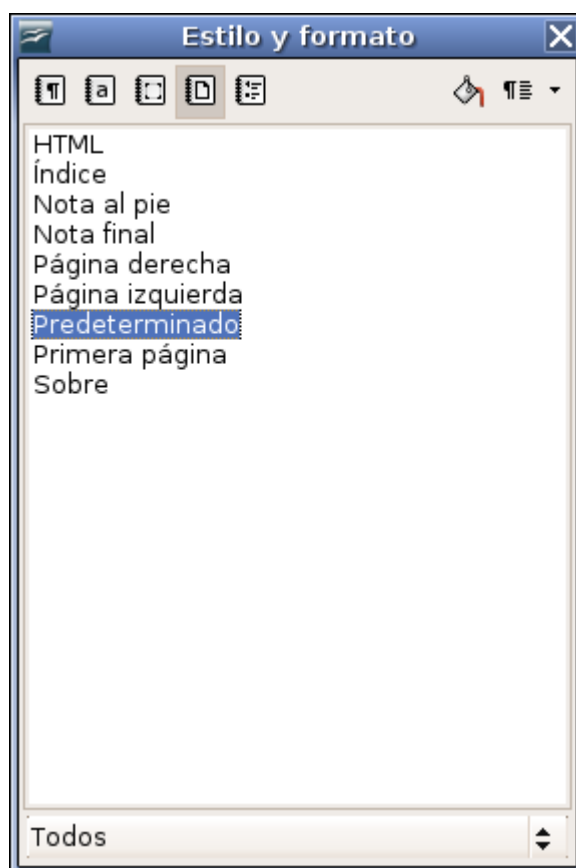 Estilo y formato
HTML
Índice
Nota al pie
Nota final
Página derecha
Página izquierda
Predeterminado
Primera página
Sobre
Todos